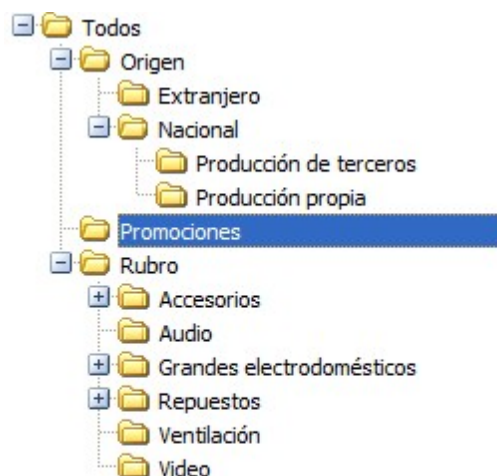 Todos
Origen
Extranjero
Nacional
Producción de terceros
Producción propia
Promociones
Rubro
Accesorios
Audio
Grandes electrodomésticos
Repuestos
Ventilación
Video